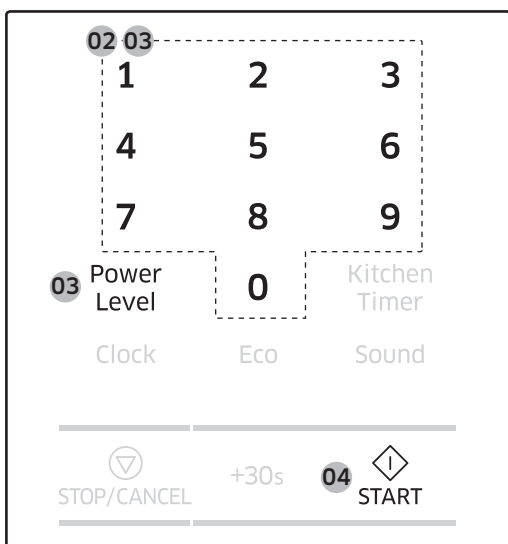 02 03
1 2 3
4 5 6
7 8 9
03 Power Level 0 Kitchen Timer
Clock Eco Sound
STOP/CANCEL +30s 04 START